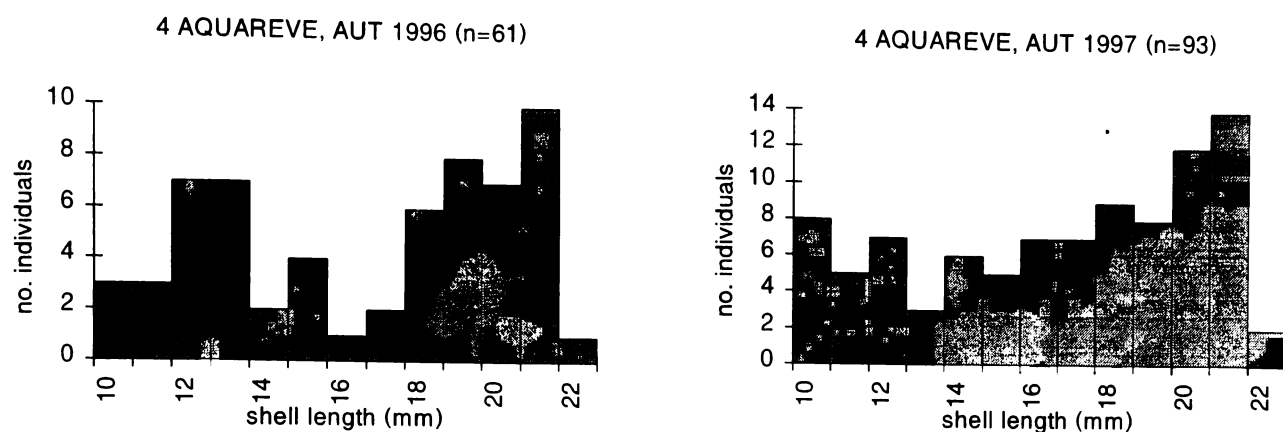 4 AQUAREVE, AUT 1996 (n=61)
no. individuals
10
8
6
4
2
0
10 12 14 16 18 20 22
shell length (mm)
4 AQUAREVE, AUT 1997 (n=93)
no. individuals
14
12
10
8
6
4
2
0
10 12 14 16 18 20 22
shell length (mm)